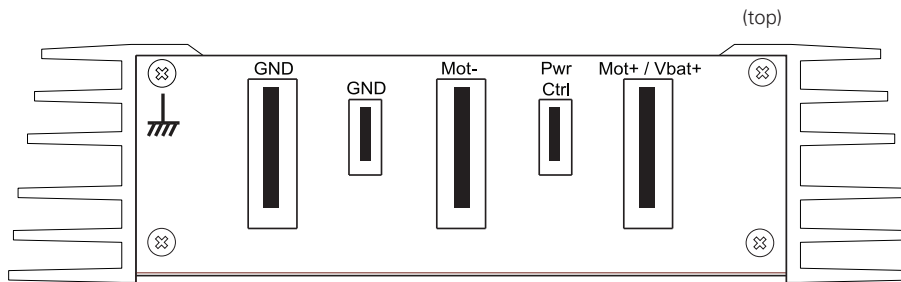 (top)
GND
GND
Mot-
Pwr
Ctrl
Mot+ / Vbat+